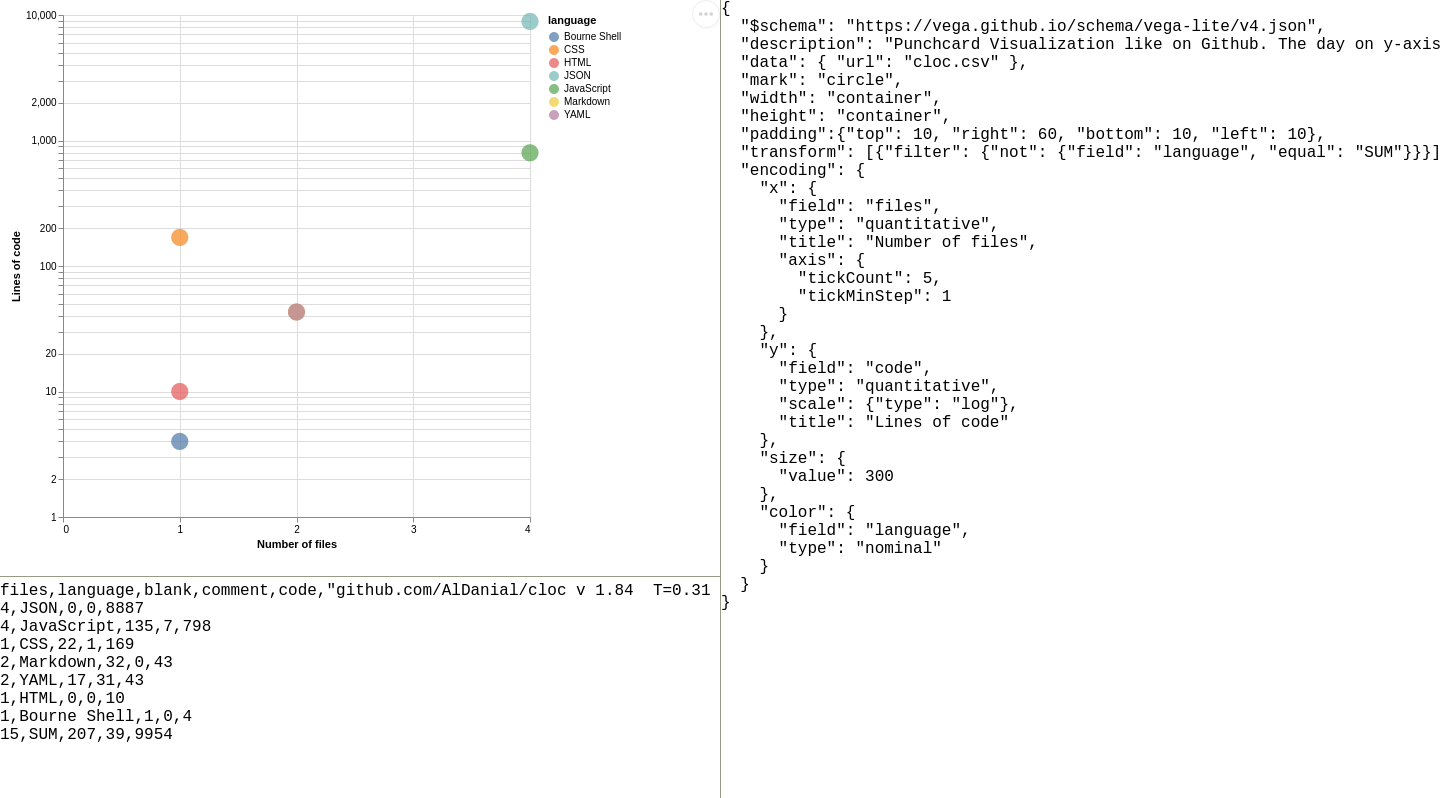 10,000
2,000
1,000
200
100
20
10
2
1
0
1
2
3
4
Lines of code
Number of files
language
Bourne Shell
CSS
HTML
JSON
JavaScript
Markdown
YAML
files,language,blank,comment,code,"github.com/AlDanial/cloc v 1.84  T=0.31
4,JSON,0,0,8887
4,JavaScript,135,7,798
1,CSS,22,1,169
2,Markdown,32,0,43
2,YAML,17,31,43
1,HTML,0,0,10
1,Bourne Shell,1,0,4
15,SUM,207,39,9954
{
  "$schema": "https://vega.github.io/schema/vega-lite/v4.json",
  "description": "Punchcard Visualization like on Github. The day on y-axis
  "data": { "url": "cloc.csv" },
  "mark": "circle",
  "width": "container",
  "height": "container",
  "padding":{"top": 10, "right": 60, "bottom": 10, "left": 10},
  "transform": [{"filter": {"not": {"field": "language", "equal": "SUM"}}}]
  "encoding": {
    "x": {
      "field": "files",
      "type": "quantitative",
      "title": "Number of files",
      "axis": {
        "tickCount": 5,
        "tickMinStep": 1
      }
    },
    "y": {
      "field": "code",
      "type": "quantitative",
      "scale": {"type": "log"},
      "title": "Lines of code"
    },
    "size": {
      "value": 300
    },
    "color": {
      "field": "language",
      "type": "nominal"
    }
  }
}